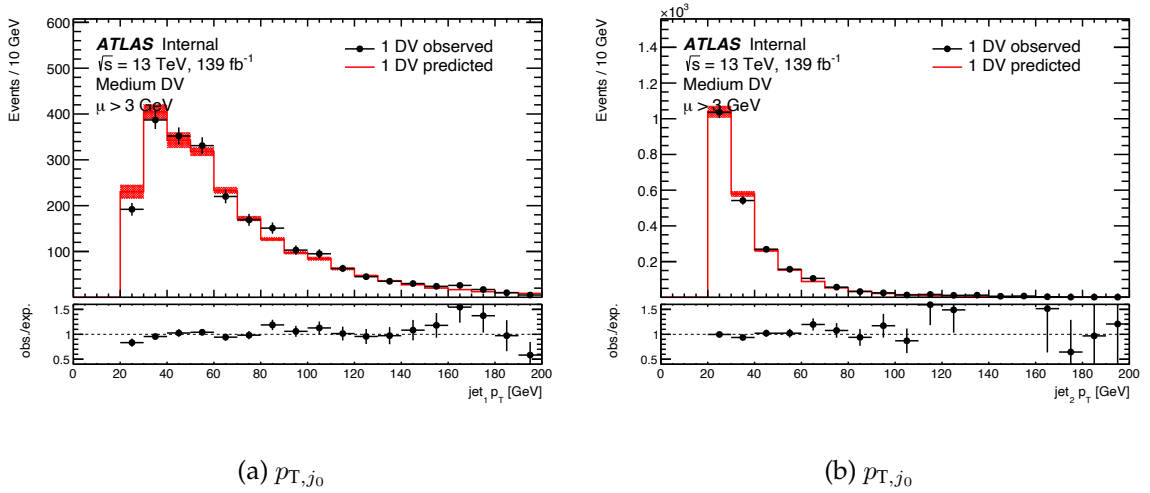 Events / 10 GeV
600
500
400
300
200
100
ATLAS Internal
√s = 13 TeV, 139 fb⁻¹
Medium DV
μ > 3 GeV
1 DV observed
1 DV predicted
obs./exp.
1.5
1
0.5
0 20 40 60 80 100 120 140 160 180 200
jet₁ p_T [GeV]
(a) p_T,j₀
×10³
Events / 10 GeV
1.6
1.4
1.2
1
0.8
0.6
0.4
0.2
ATLAS Internal
√s = 13 TeV, 139 fb⁻¹
Medium DV
μ > 3 GeV
1 DV observed
1 DV predicted
obs./exp.
1.5
1
0.5
0 20 40 60 80 100 120 140 160 180 200
jet₂ p_T [GeV]
(b) p_T,j₀